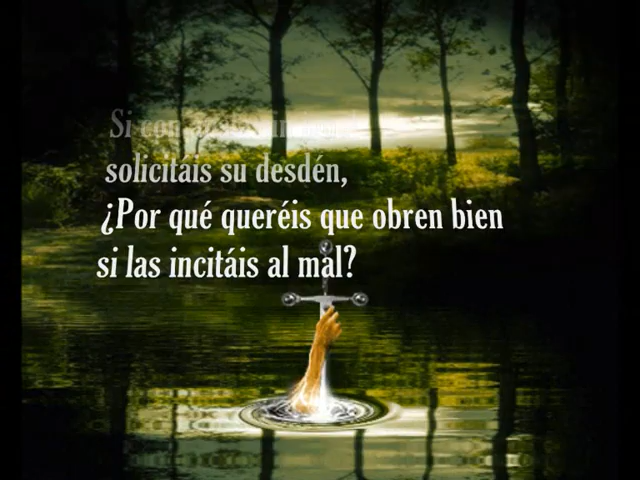 Si con
solicitáis su desdén,
¿Por qué queréis que obren bien
si las incitáis al mal?